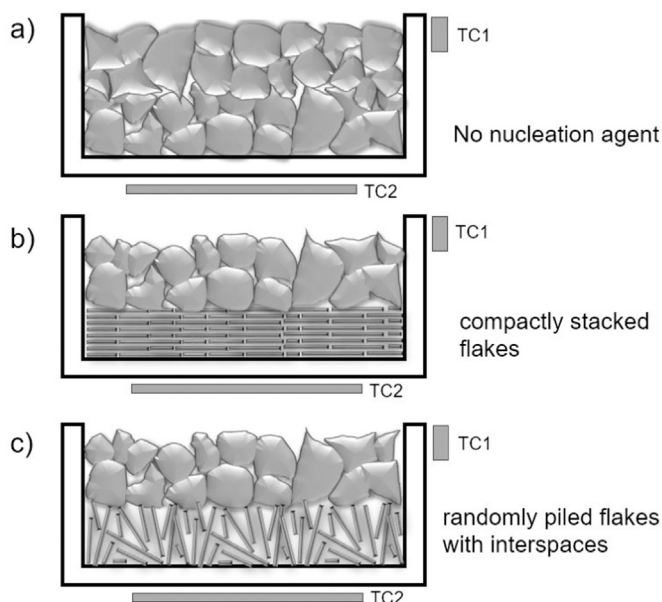 a)
TC1
No nucleation agent
TC2
b)
TC1
compactly stacked
flakes
TC2
c)
TC1
randomly piled flakes
with interspaces
TC2